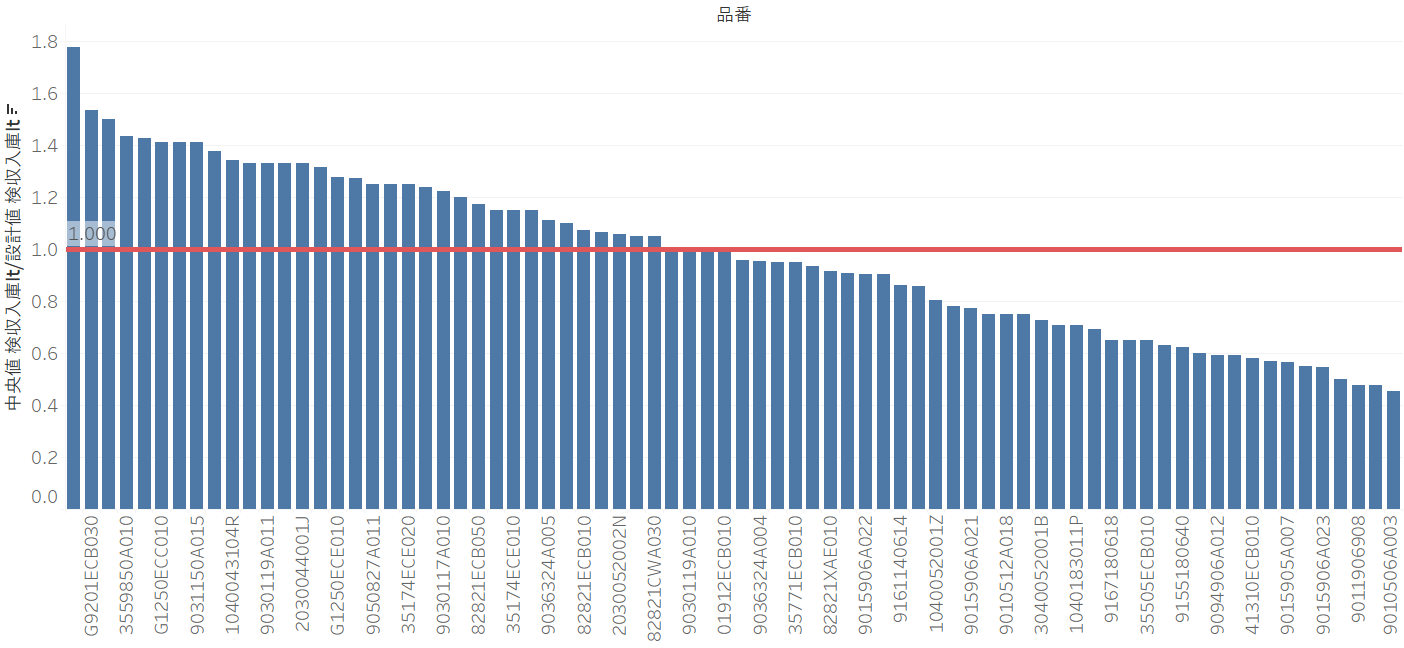 品番
中央値 検収入庫lt/設計値 検収入庫lt
1.8
1.6
1.4
1.2
1.0
0.8
0.6
0.4
0.2
0.0
1.000
G9201ECB030
3559850A010
G1250ECC010
9031150A015
1040043104R
9030119A011
2030044001J
G1250ECE010
9050827A011
35174ECE020
9030117A010
82821ECB050
35174ECE010
9036324A005
82821ECB010
2030052002N
82821CWA030
9030119A010
01912ECB010
9036324A004
35771ECB010
82821XAE010
9015906A022
9161140614
1040052001Z
9015906A021
9010512A018
3040052001B
1040183011P
9167180618
35505ECB010
9155180640
9094906A012
41310ECB010
9015905A007
9015906A023
9011906908
9010506A003